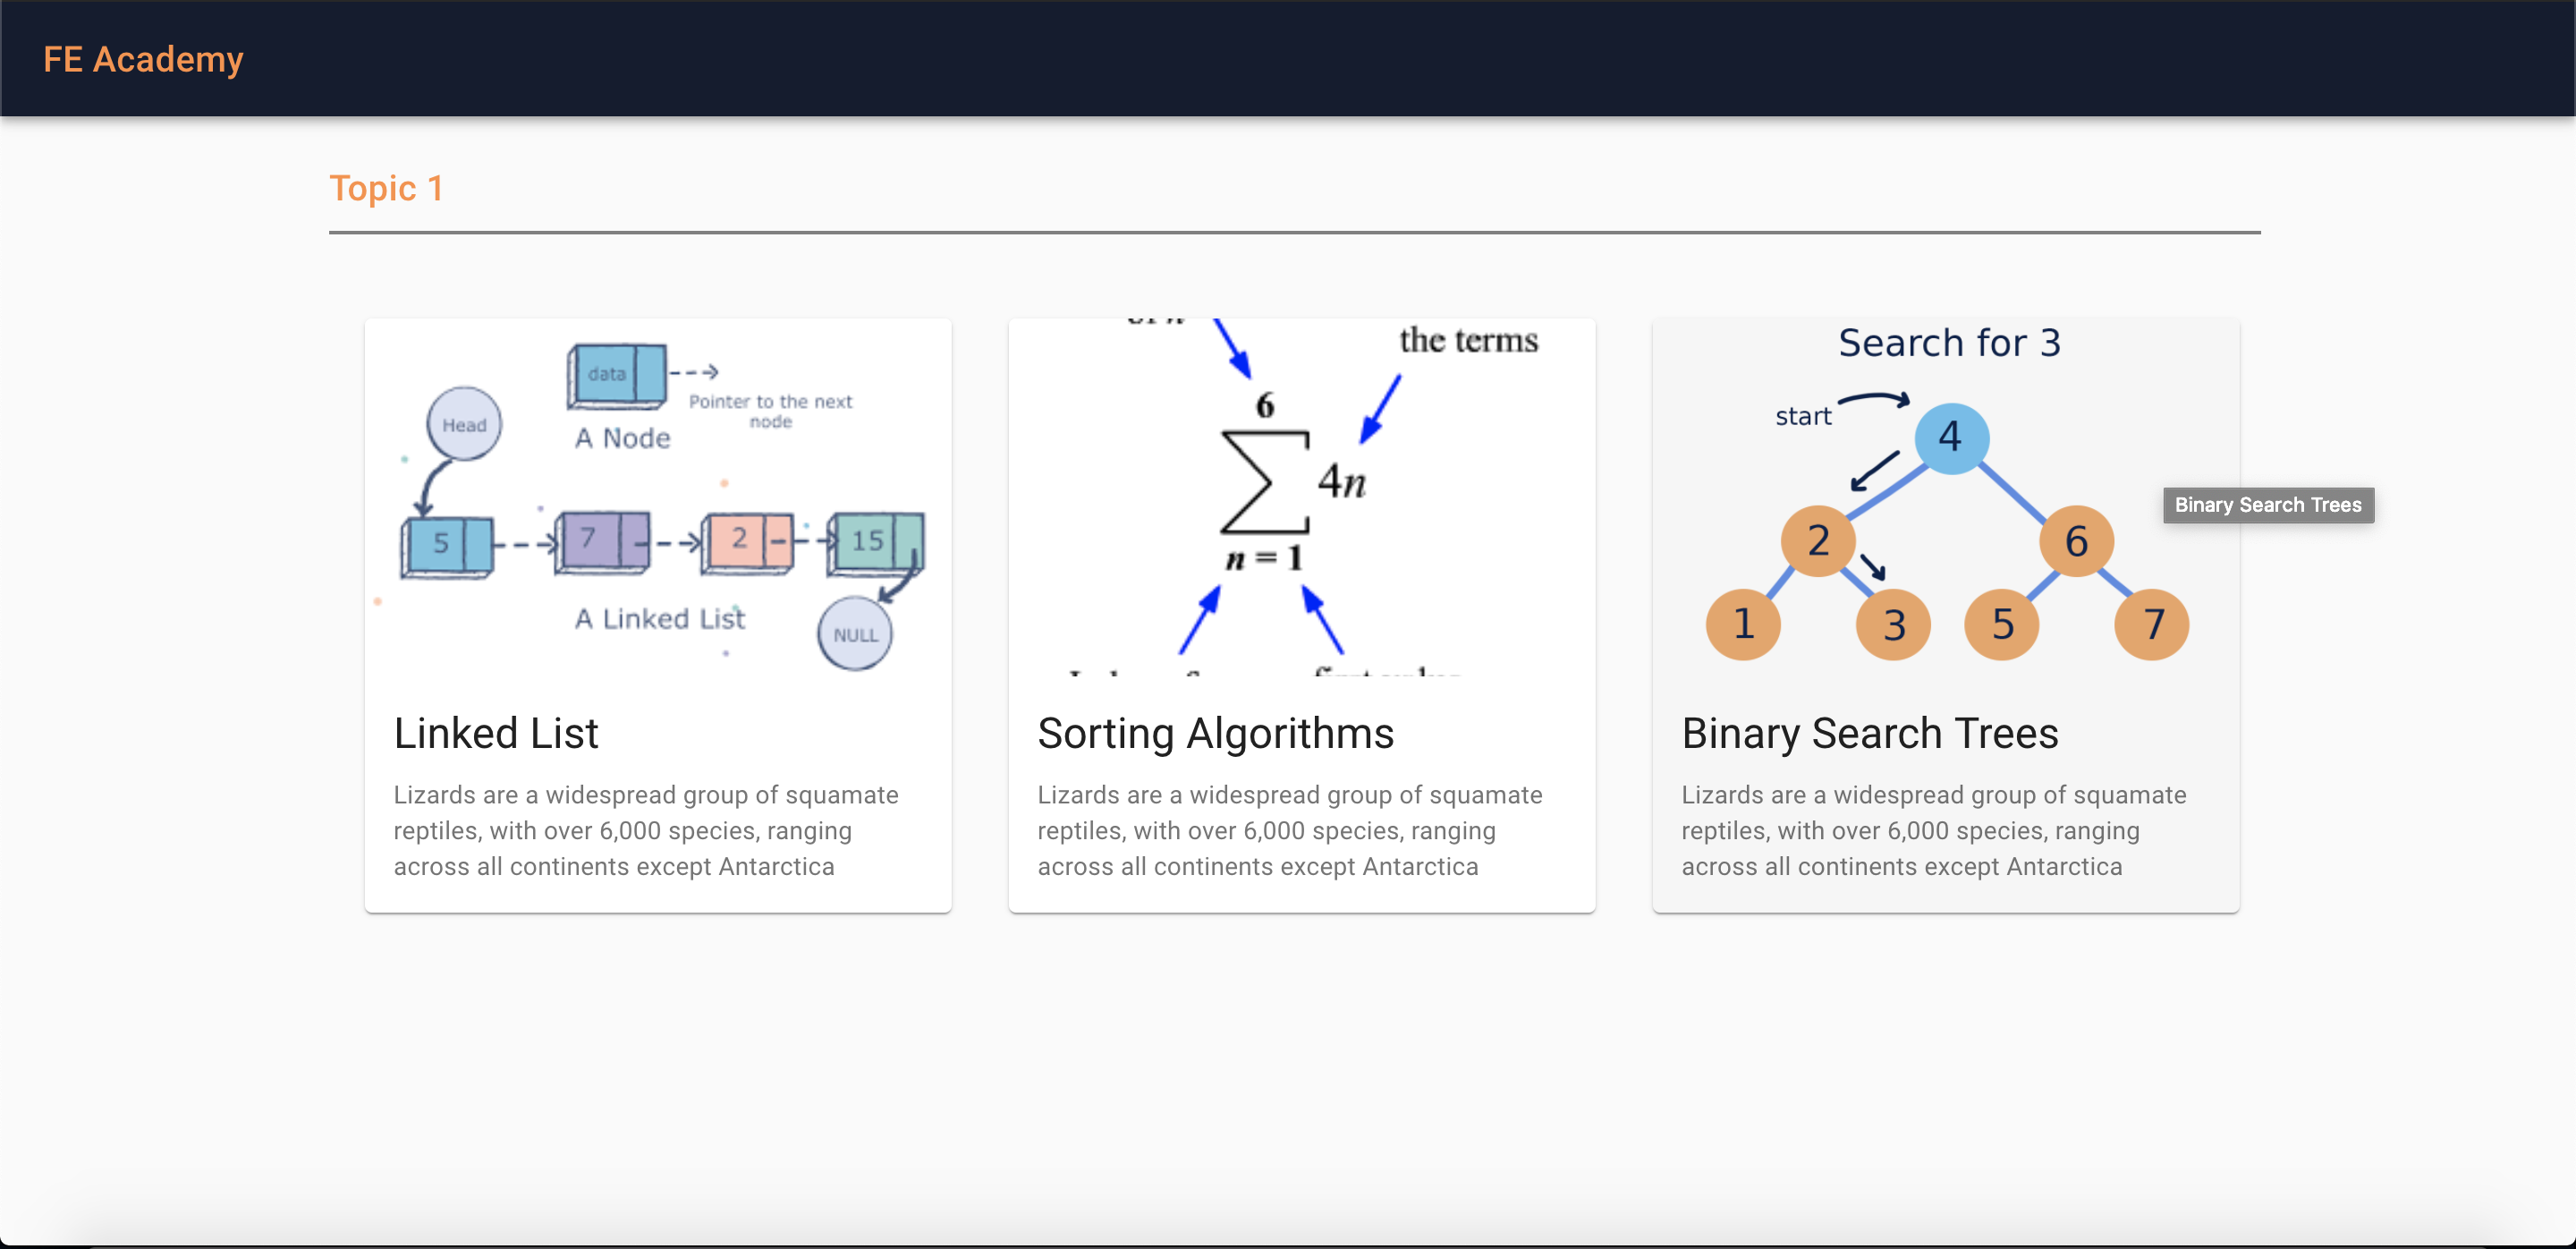 FE Academy
Topic 1
data
Pointer to the next
node
A Node
Head
5
7
2
15
A Linked List
NULL
Linked List
Lizards are a widespread group of squamate
reptiles, with over 6,000 species, ranging
across all continents except Antarctica
the terms
6
∑ 4n
n = 1
Sorting Algorithms
Lizards are a widespread group of squamate
reptiles, with over 6,000 species, ranging
across all continents except Antarctica
Search for 3
start
4
2
6
1
3
5
7
Binary Search Trees
Binary Search Trees
Lizards are a widespread group of squamate
reptiles, with over 6,000 species, ranging
across all continents except Antarctica